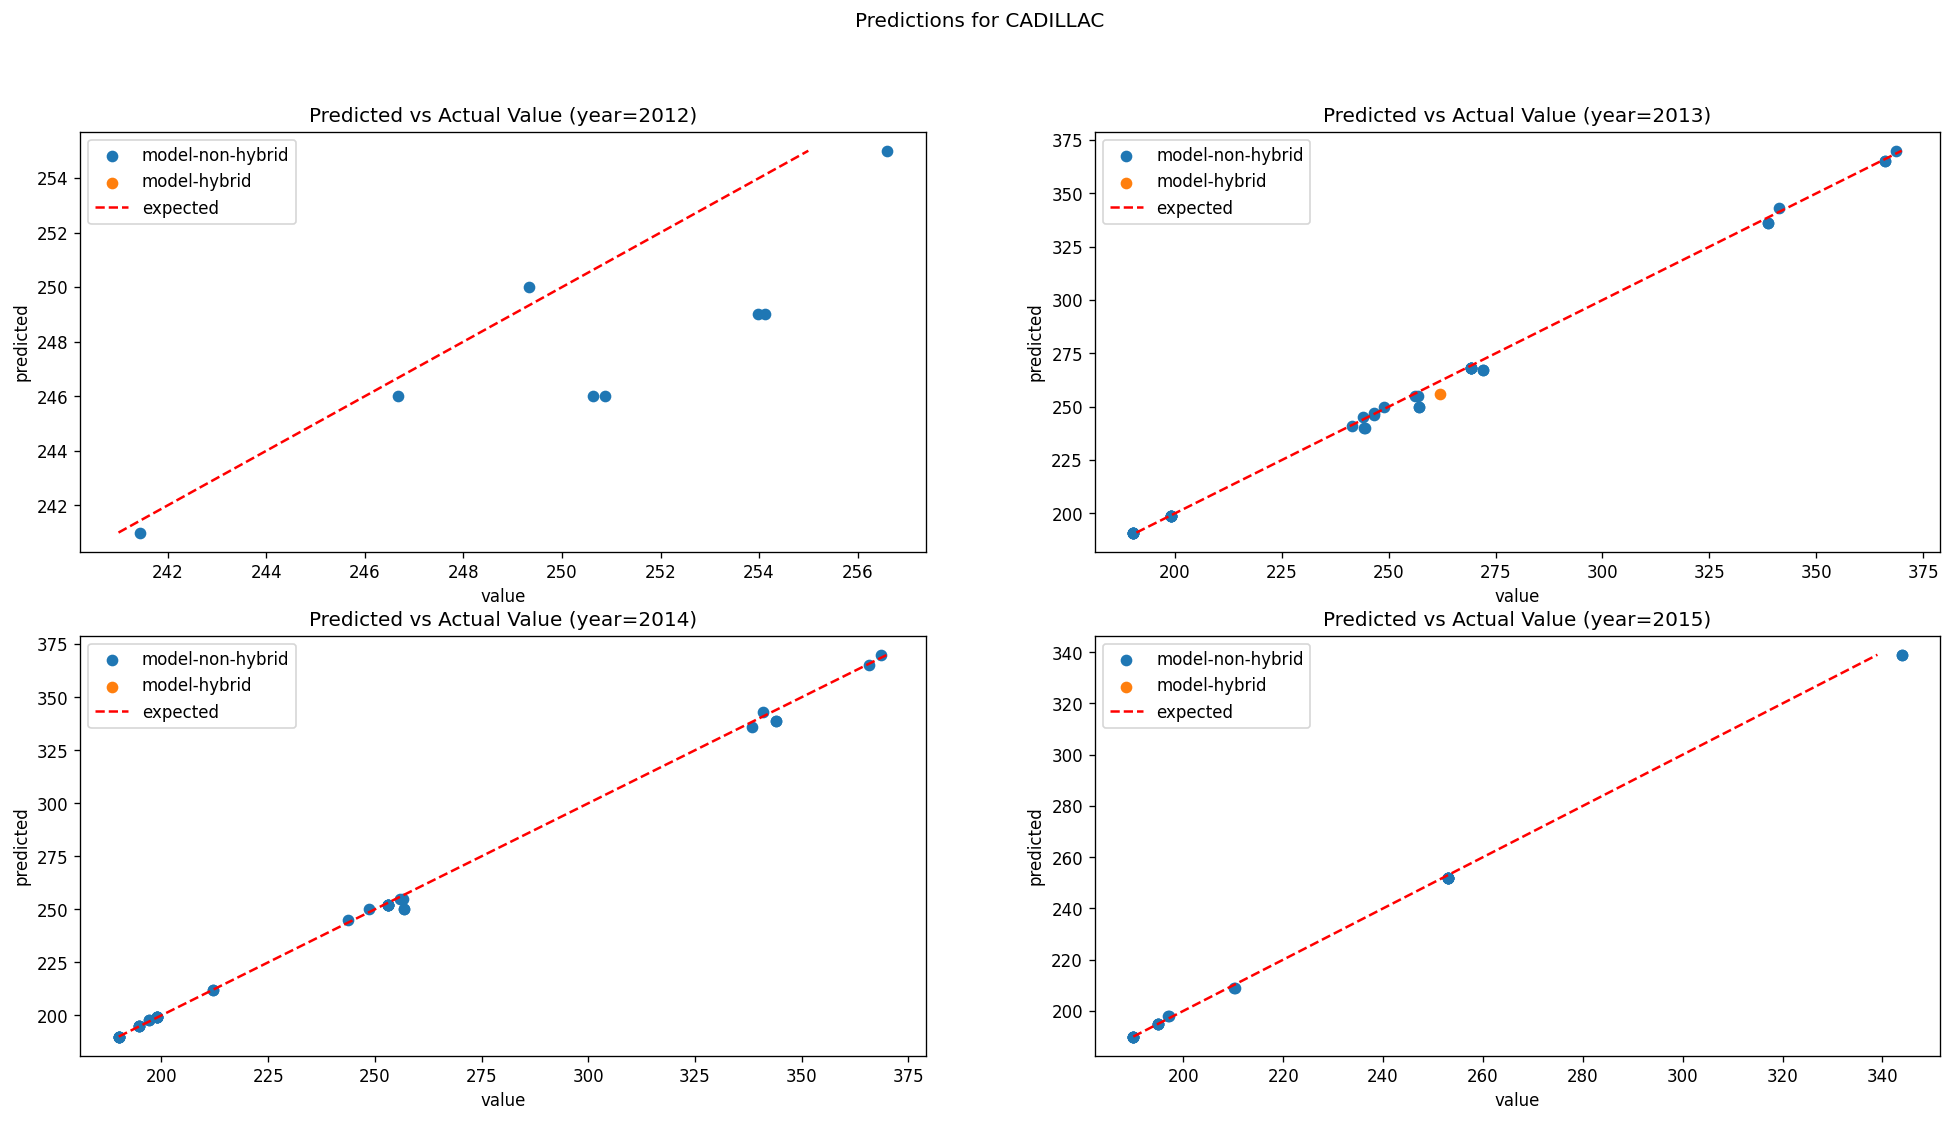 Predictions for CADILLAC
Predicted vs Actual Value (year=2012)
model-non-hybrid
model-hybrid
expected
254
252
250
248
246
244
242
predicted
242 244 246 248 250 252 254 256
value
Predicted vs Actual Value (year=2013)
model-non-hybrid
model-hybrid
expected
375
350
325
300
275
250
225
200
predicted
200 225 250 275 300 325 350 375
value
Predicted vs Actual Value (year=2014)
model-non-hybrid
model-hybrid
expected
375
350
325
300
275
250
225
200
predicted
200 225 250 275 300 325 350 375
value
Predicted vs Actual Value (year=2015)
model-non-hybrid
model-hybrid
expected
340
320
300
280
260
240
220
200
predicted
200 220 240 260 280 300 320 340
value